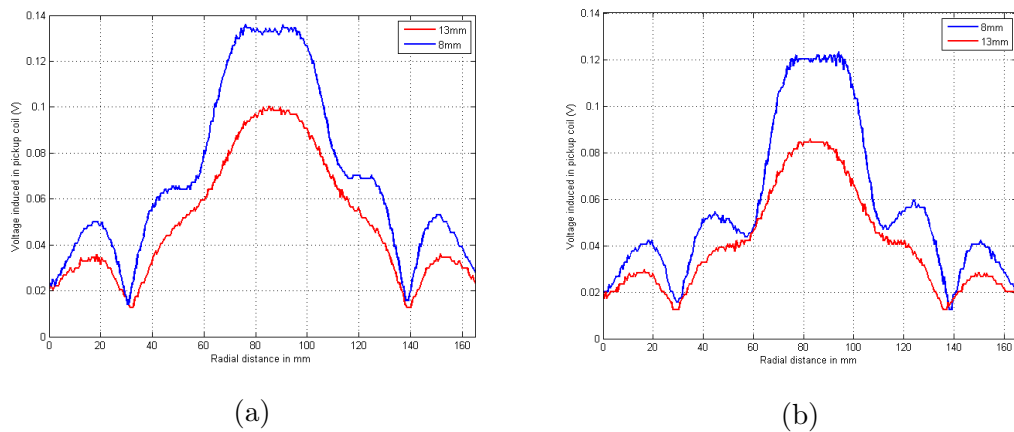 0.14
0.12
0.1
0.08
0.06
0.04
0.02
0
0 20 40 60 80 100 120 140 160
Voltage induced in pickup coil (V)
Radial distance in mm
13mm
8mm
(a)
0.14
0.12
0.1
0.08
0.06
0.04
0.02
0
0 20 40 60 80 100 120 140 160
Voltage induced in pickup coil (V)
Radial distance in mm
8mm
13mm
(b)